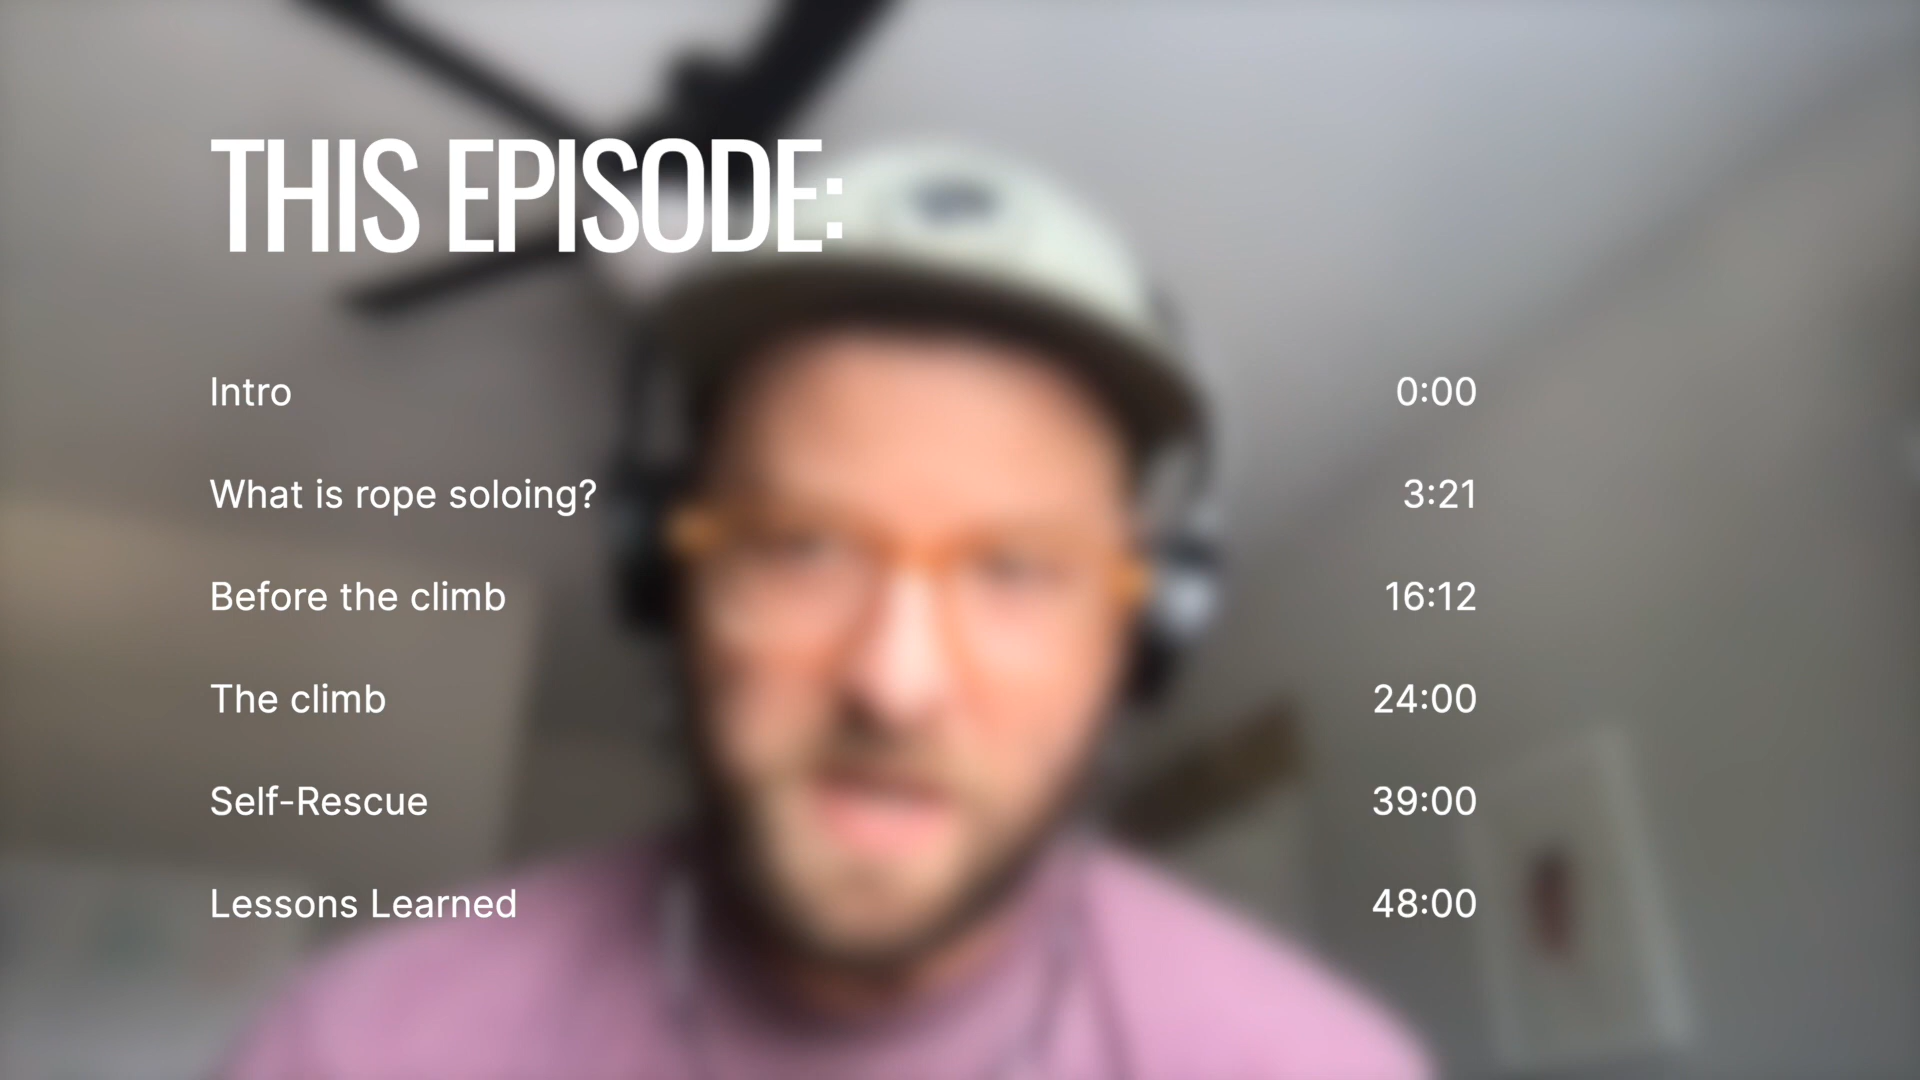 THIS EPISODE:
Intro 0:00
What is rope soloing? 3:21
Before the climb 16:12
The climb 24:00
Self-Rescue 39:00
Lessons Learned 48:00